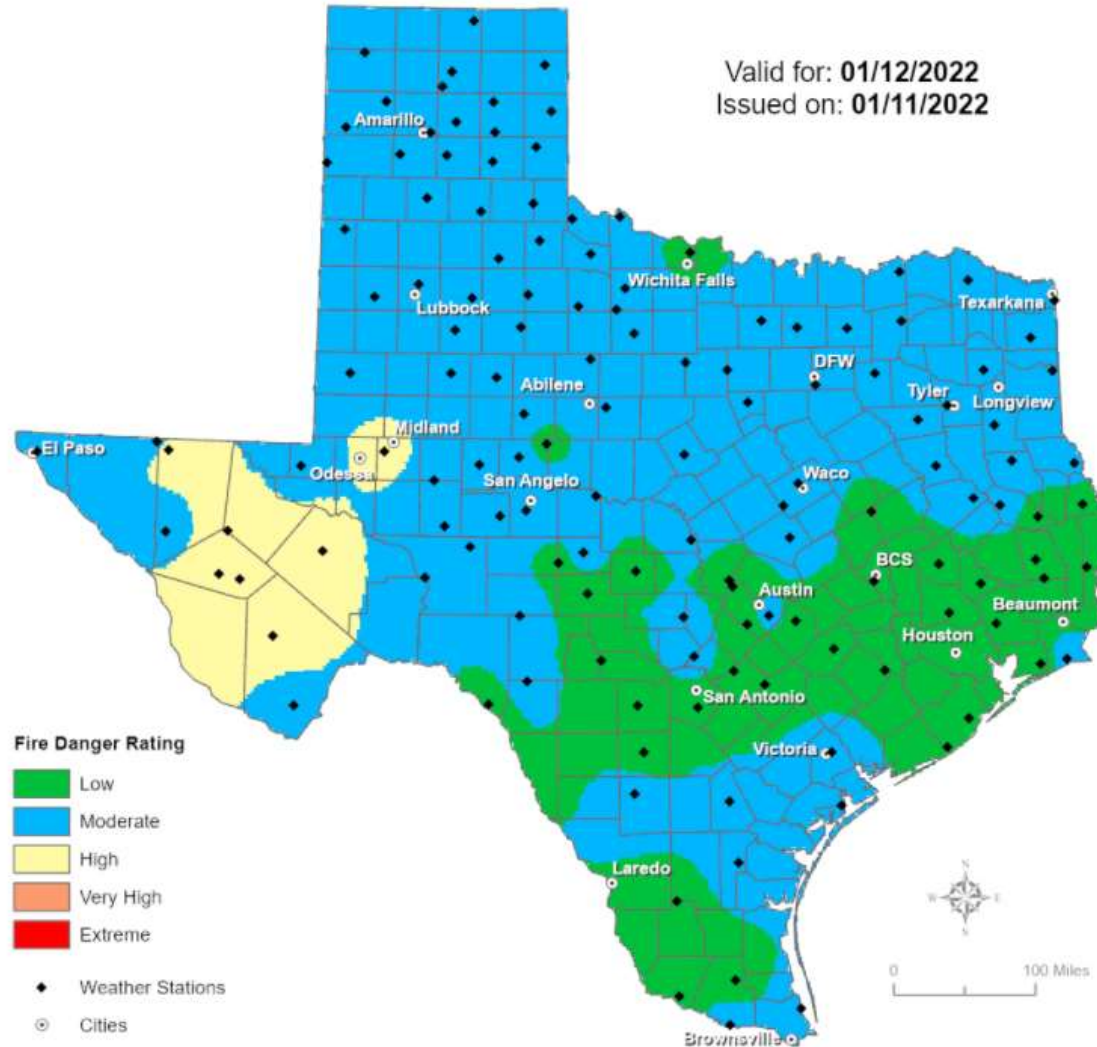 Valid for: 01/12/2022
Issued on: 01/11/2022
Amarillo
Wichita Falls
Lubbock
Texarkana
DFW
Abilene
Tyler
Longview
Midland
El Paso
Odessa
San Angelo
Waco
BCS
Austin
Beaumont
Houston
San Antonio
Victoria
Laredo
Brownsville
Fire Danger Rating
Low
Moderate
High
Very High
Extreme
Weather Stations
Cities
N
W E
S
0 100 Miles